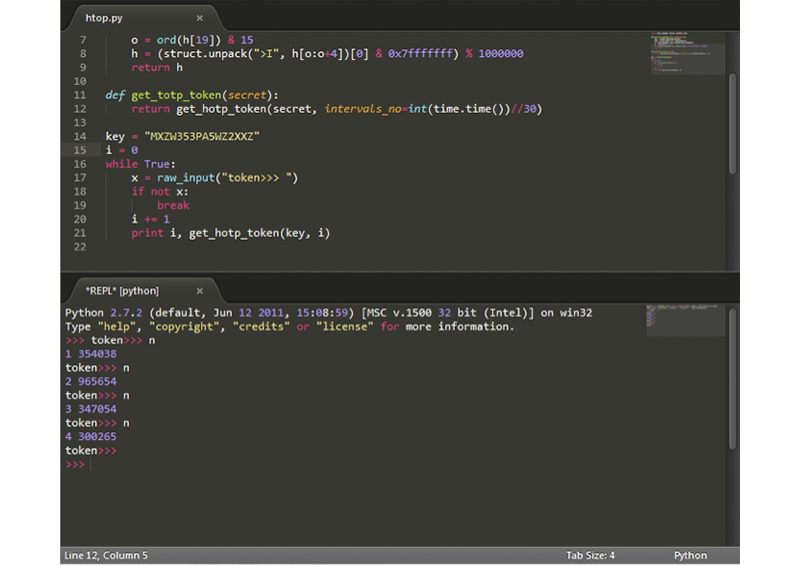 htop.py ×
7 o = ord(h[19]) & 15
8 h = (struct.unpack(">I", h[o:o+4])[0] & 0x7fffffff) % 1000000
9 return h
10
11 def get_totp_token(secret):
12 return get_hotp_token(secret, intervals_no=int(time.time())//30)
13
14 key = "MXZW353PA5WZ2XXZ"
15 i = 0
16 while True:
17 x = raw_input("token>>> ")
18 if not x:
19 break
20 i += 1
21 print i, get_hotp_token(key, i)
22
*REPL* [python] ×
Python 2.7.2 (default, Jun 12 2011, 15:08:59) [MSC v.1500 32 bit (Intel)] on win32
Type "help", "copyright", "credits" or "license" for more information.
>>> token>>> n
1 354038
token>>> n
2 965654
token>>> n
3 347054
token>>> n
4 300265
token>>>
>>>
Line 12, Column 5 Tab Size: 4 Python